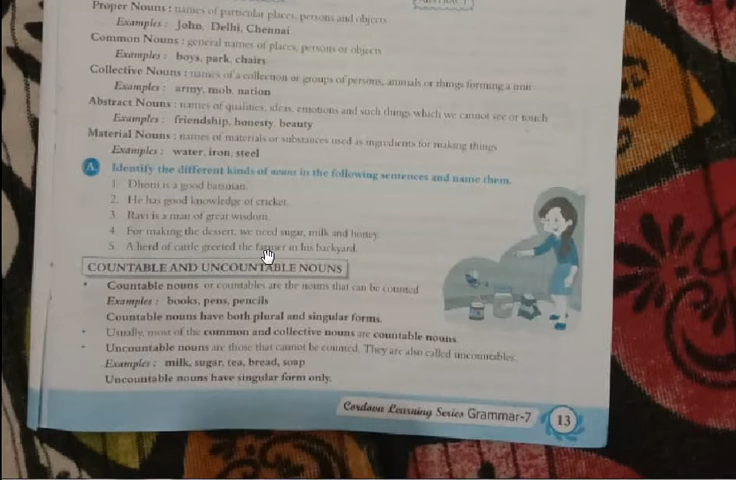 Proper Nouns : names of particular places, persons and objects
Examples : John, Delhi, Chennai
Common Nouns : general names of places, persons or objects
Examples : boys, park, chairs
Collective Nouns : names of a collection or groups of persons, animals or things forming a unit
Examples : army, mob, nation
Abstract Nouns : names of qualities, ideas, emotions and such things which we cannot see or touch
Examples : friendship, honesty, beauty
Material Nouns : names of materials or substances used as ingredients for making things
Examples : water, iron, steel
A. Identify the different kinds of noun in the following sentences and name them.
1. Dhoni is a good batsman.
2. He has good knowledge of cricket.
3. Ravi is a man of great wisdom.
4. For making the dessert, we need sugar, milk and honey.
5. A herd of cattle greeted the farmer in his backyard.
COUNTABLE AND UNCOUNTABLE NOUNS
• Countable nouns or countables are the nouns that can be counted.
Examples : books, pens, pencils
Countable nouns have both plural and singular forms.
• Usually, most of the common and collective nouns are countable nouns.
• Uncountable nouns are those that cannot be counted. They are also called uncountables.
Examples : milk, sugar, tea, bread, soap
Uncountable nouns have singular form only.
Cordova Learning Series Grammar-7 13